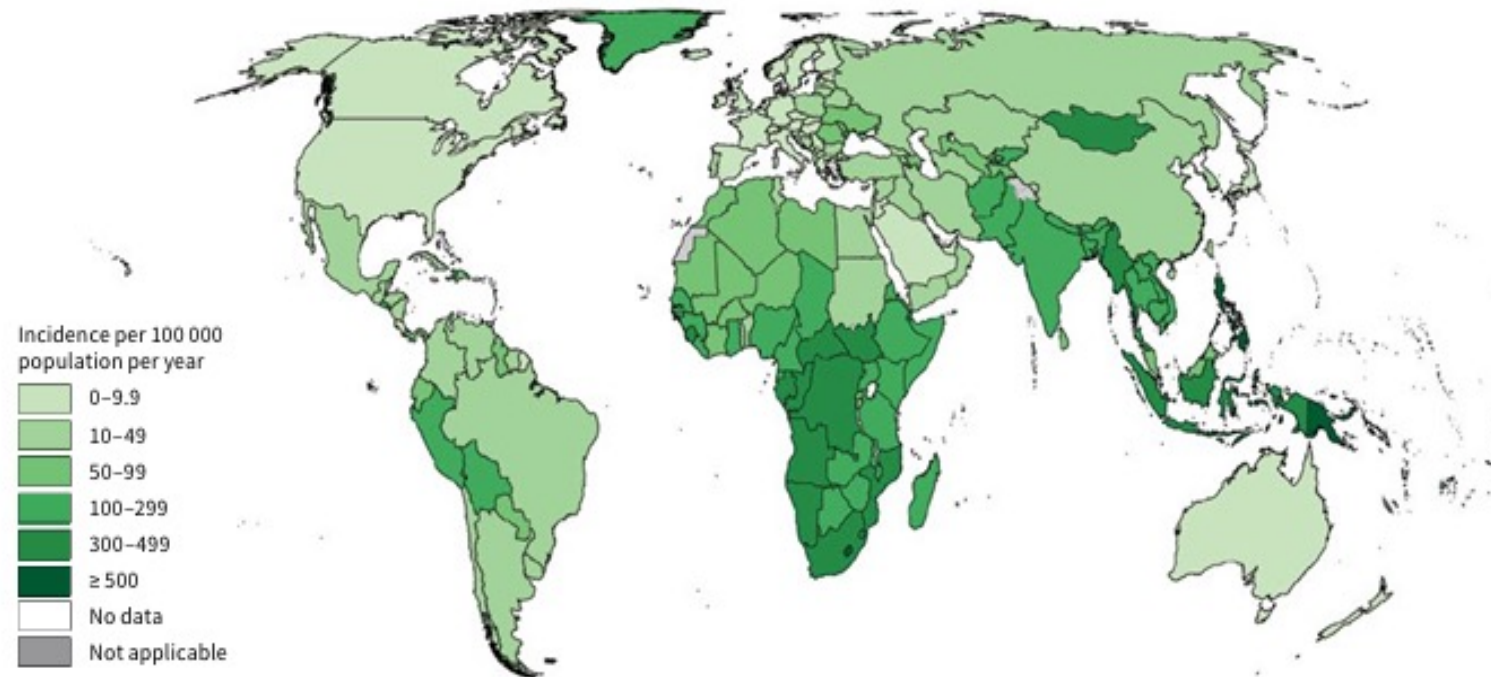 Incidence per 100 000
population per year
0–9.9
10–49
50–99
100–299
300–499
≥ 500
No data
Not applicable